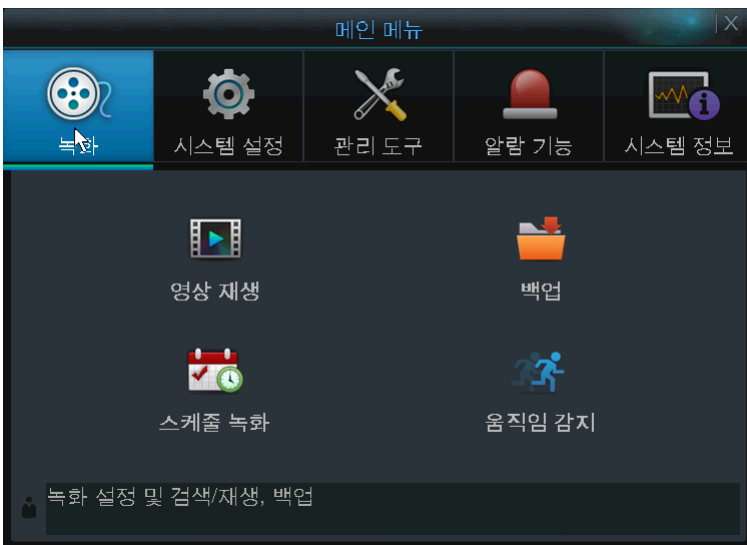 메인 메뉴
X
녹화
시스템 설정
관리 도구
알람 기능
시스템 정보
영상 재생
백업
스케줄 녹화
움직임 감지
녹화 설정 및 검색/재생, 백업